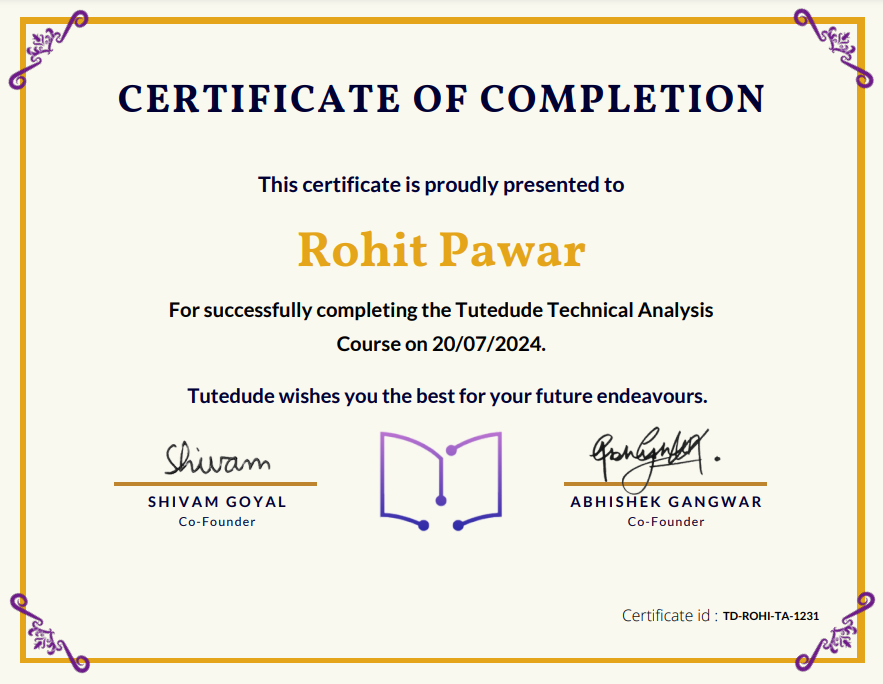 CERTIFICATE OF COMPLETION
This certificate is proudly presented to
Rohit Pawar
For successfully completing the Tutedude Technical Analysis
Course on 20/07/2024.
Tutedude wishes you the best for your future endeavours.
Shivam
SHIVAM GOYAL
Co-Founder
ABHISHEK GANGWAR
Co-Founder
Certificate id : TD-ROHI-TA-1231